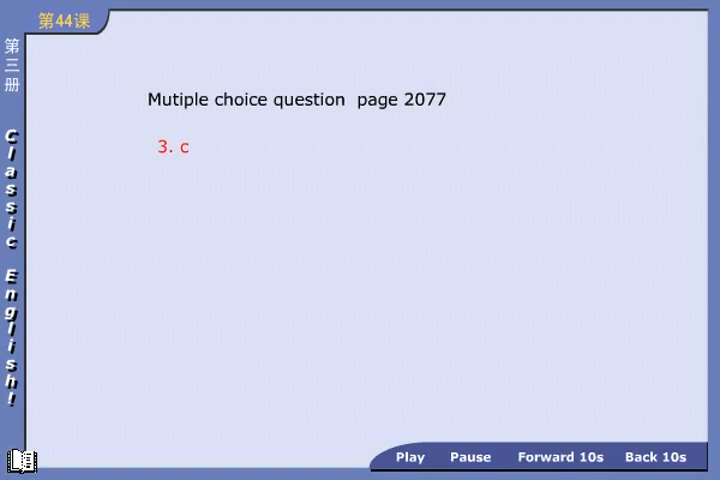 第44课
第三册
Classic English!
Mutiple choice question page 2077
3. c
Play Pause Forward 10s Back 10s